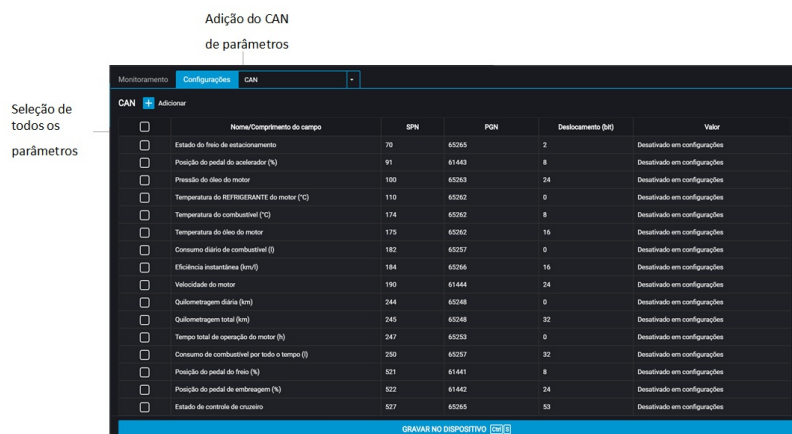 Adição do CAN
de parâmetros
Seleção de
todos os
parâmetros
Monitoramento Configurações CAN
CAN + Adicionar
Nome/Comprimento do campo SPN PGN Deslocamento (bit) Valor
Estado do freio de estacionamento 70 65265 2 Desativado em configurações
Posição do pedal do acelerador (%) 91 61443 8 Desativado em configurações
Pressão do óleo do motor 100 65263 24 Desativado em configurações
Temperatura do REFRIGERANTE do motor (°C) 110 65262 0 Desativado em configurações
Temperatura do combustível (°C) 174 65262 8 Desativado em configurações
Temperatura do óleo do motor 175 65262 16 Desativado em configurações
Consumo diário de combustível (l) 182 65257 0 Desativado em configurações
Eficiência instantânea (km/l) 184 65266 16 Desativado em configurações
Velocidade do motor 190 61444 24 Desativado em configurações
Quilometragem diária (km) 244 65248 0 Desativado em configurações
Quilometragem total (km) 245 65248 32 Desativado em configurações
Tempo total de operação do motor (h) 247 65253 0 Desativado em configurações
Consumo de combustível por todo o tempo (l) 250 65257 32 Desativado em configurações
Posição do pedal do freio (%) 521 61441 8 Desativado em configurações
Posição do pedal de embreagem (%) 522 61442 24 Desativado em configurações
Estado de controle de cruzeiro 527 65265 53 Desativado em configurações
GRAVAR NO DISPOSITIVO Ctrl S